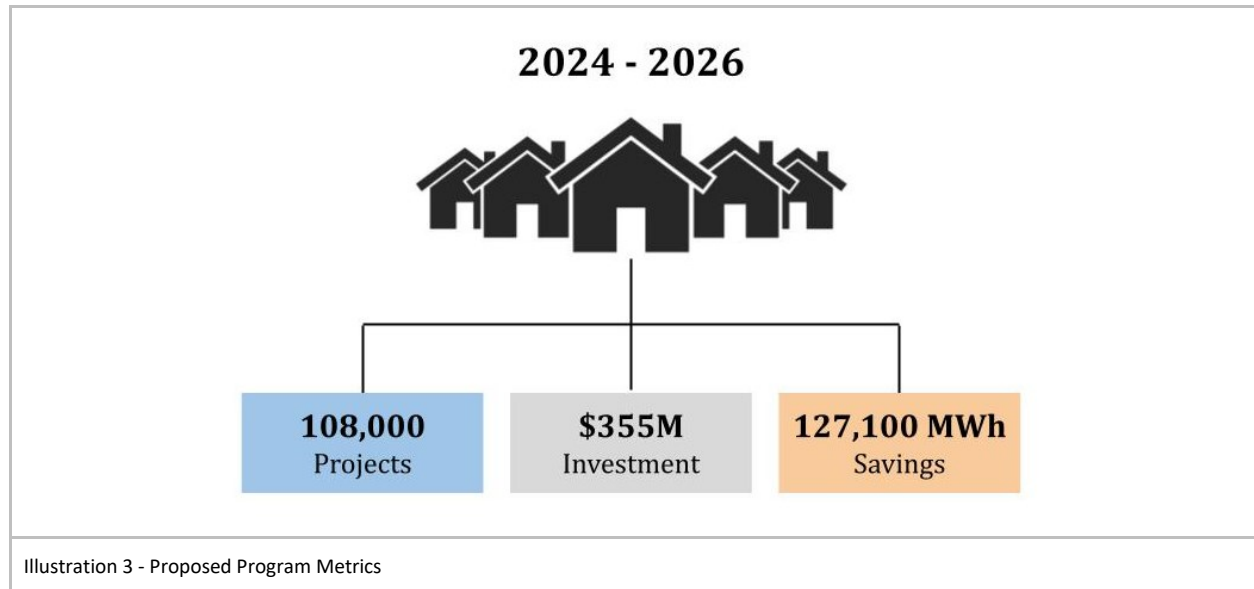 2024 - 2026
108,000
Projects
$355M
Investment
127,100 MWh
Savings
Illustration 3 - Proposed Program Metrics